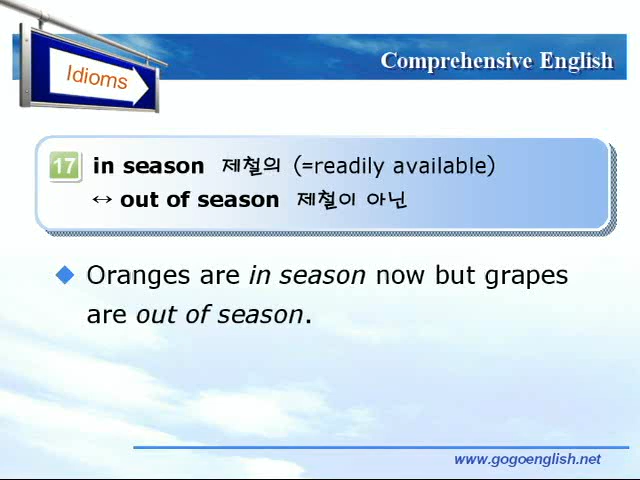 Idioms
Comprehensive English
17 in season 제철의 (=readily available)
↔ out of season 제철이 아닌
◆ Oranges are in season now but grapes
are out of season.
www.gogoenglish.net